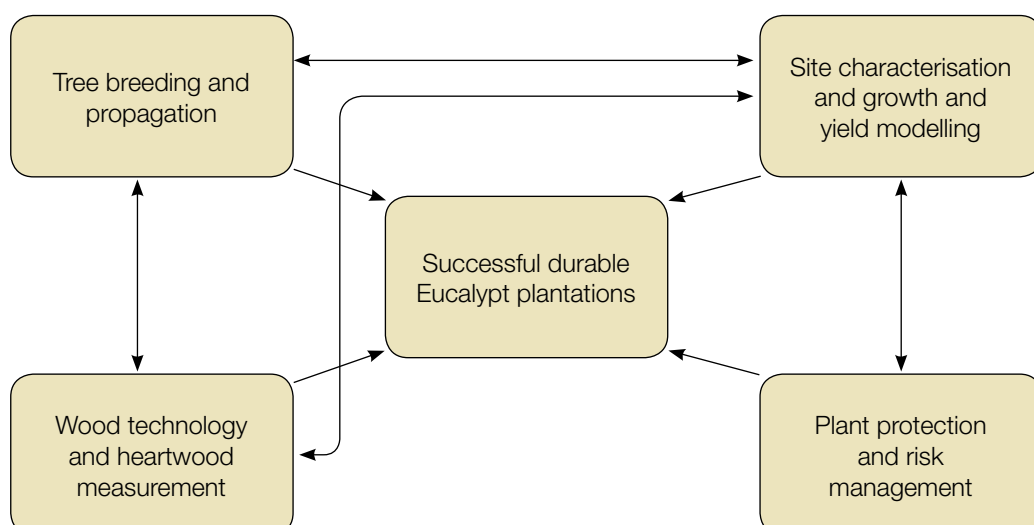 Tree breeding and
propagation
Site characterisation
and growth and
yield modelling
Successful durable
Eucalypt plantations
Wood technology
and heartwood
measurement
Plant protection
and risk
management